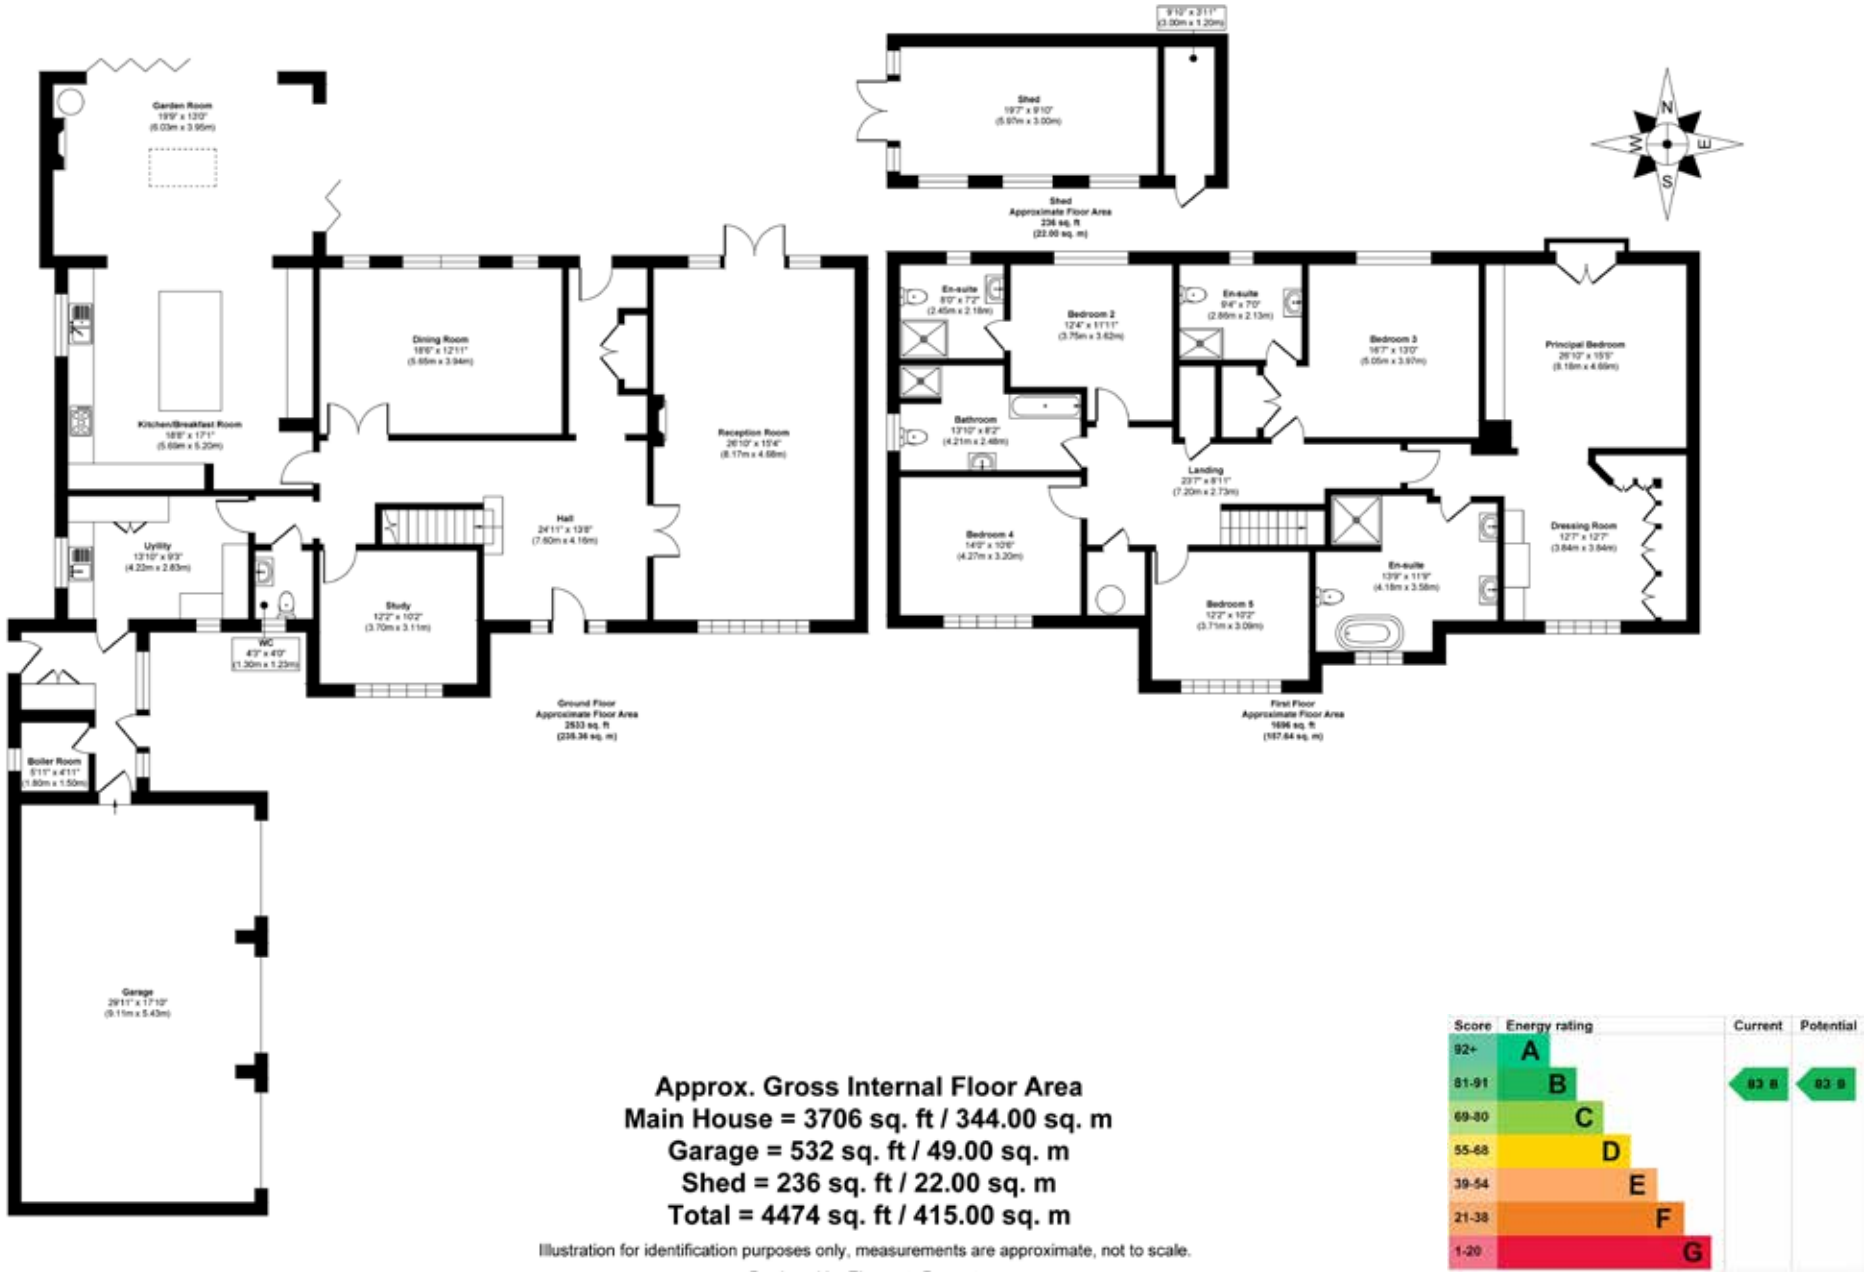 9'10" x 3'11"
(3.00m x 1.20m)
Garden Room
19'9" x 13'0"
(6.03m x 3.95m)
Shed
19'7" x 9'10"
(5.97m x 3.00m)
N
W
E
S
Shed
Approximate Floor Area
236 sq. ft
(22.00 sq. m)
Dining Room
18'6" x 12'11"
(5.65m x 3.94m)
Kitchen/Breakfast Room
18'8" x 17'1"
(5.69m x 5.20m)
Reception Room
26'10" x 15'4"
(8.17m x 4.68m)
Hall
24'11" x 13'8"
(7.60m x 4.16m)
Uyility
13'10" x 9'3"
(4.22m x 2.83m)
Study
12'2" x 10'2"
(3.70m x 3.11m)
WC
4'3" x 4'0"
(1.30m x 1.23m)
Boiler Room
5'11" x 4'11"
(1.80m x 1.50m)
Garage
29'11" x 17'10"
(9.11m x 5.43m)
Ground Floor
Approximate Floor Area
2533 sq. ft
(235.36 sq. m)
En-suite
8'0" x 7'2"
(2.45m x 2.18m)
Bedroom 2
12'4" x 11'11"
(3.75m x 3.62m)
En-suite
9'4" x 7'0"
(2.86m x 2.13m)
Bedroom 3
16'7" x 13'0"
(5.05m x 3.97m)
Principal Bedroom
26'10" x 15'5"
(8.18m x 4.69m)
Bathroom
13'10" x 8'2"
(4.21m x 2.48m)
Landing
23'7" x 8'11"
(7.20m x 2.73m)
Bedroom 4
14'0" x 10'6"
(4.27m x 3.20m)
Dressing Room
12'7" x 12'7"
(3.84m x 3.84m)
En-suite
13'9" x 11'9"
(4.18m x 3.58m)
Bedroom 5
12'2" x 10'2"
(3.71m x 3.09m)
First Floor
Approximate Floor Area
1696 sq. ft
(157.64 sq. m)
Approx. Gross Internal Floor Area
Main House = 3706 sq. ft / 344.00 sq. m
Garage = 532 sq. ft / 49.00 sq. m
Shed = 236 sq. ft / 22.00 sq. m
Total = 4474 sq. ft / 415.00 sq. m
Illustration for identification purposes only, measurements are approximate, not to scale.
Score Energy rating Current Potential
92+ A
81-91 B 83 B 83 B
69-80 C
55-68 D
39-54 E
21-38 F
1-20 G